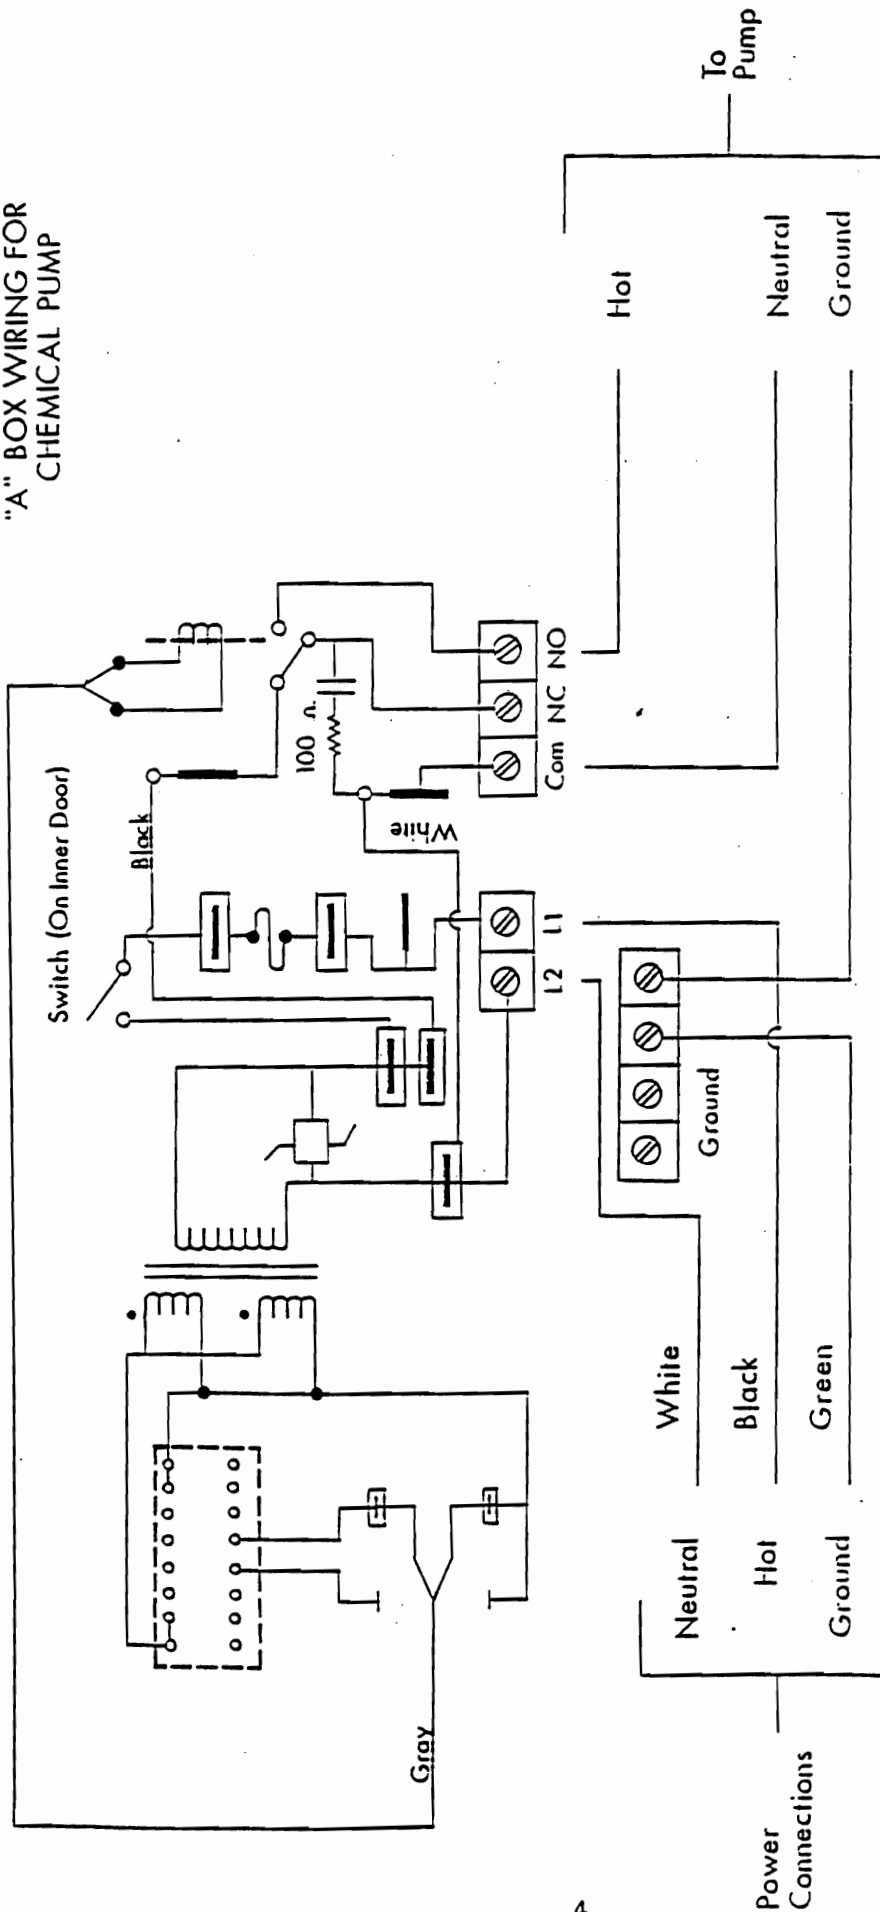 "A" BOX WIRING FOR
CHEMICAL PUMP
Switch (On Inner Door)
Black
100 Ω
White
Com
NC
NO
L2
L1
Ground
Gray
To
Pump
Hot
Neutral
Ground
White
Black
Green
Neutral
Hot
Ground
Power
Connections